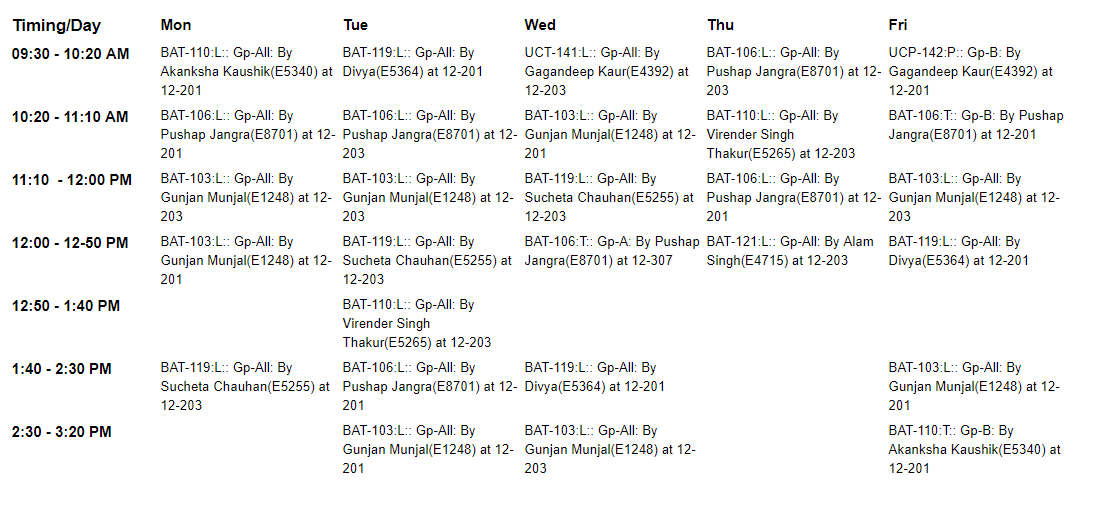 Timing/Day Mon Tue Wed Thu Fri
09:30 - 10:20 AM BAT-110:L:: Gp-All: By BAT-119:L:: Gp-All: By UCT-141:L:: Gp-All: By BAT-106:L:: Gp-All: By UCP-142:P:: Gp-B: By
Akanksha Kaushik(E5340) at Divya(E5364) at 12-201 Gagandeep Kaur(E4392) at Pushap Jangra(E8701) at 12- Gagandeep Kaur(E4392) at
12-201 12-203 203 12-201
10:20 - 11:10 AM BAT-106:L:: Gp-All: By BAT-106:L:: Gp-All: By BAT-103:L:: Gp-All: By BAT-110:L:: Gp-All: By BAT-106:T:: Gp-B: By Pushap
Pushap Jangra(E8701) at 12- Pushap Jangra(E8701) at 12- Gunjan Munjal(E1248) at 12- Virender Singh Jangra(E8701) at 12-201
201 203 201 Thakur(E5265) at 12-203
11:10 - 12:00 PM BAT-103:L:: Gp-All: By BAT-103:L:: Gp-All: By BAT-119:L:: Gp-All: By BAT-106:L:: Gp-All: By BAT-103:L:: Gp-All: By
Gunjan Munjal(E1248) at 12- Gunjan Munjal(E1248) at 12- Sucheta Chauhan(E5255) at Pushap Jangra(E8701) at 12- Gunjan Munjal(E1248) at 12-
203 203 12-203 201 203
12:00 - 12-50 PM BAT-103:L:: Gp-All: By BAT-119:L:: Gp-All: By BAT-106:T:: Gp-A: By Pushap BAT-121:L:: Gp-All: By Alam BAT-119:L:: Gp-All: By
Gunjan Munjal(E1248) at 12- Sucheta Chauhan(E5255) at Jangra(E8701) at 12-307 Singh(E4715) at 12-203 Divya(E5364) at 12-201
201 12-203
12:50 - 1:40 PM BAT-110:L:: Gp-All: By
Virender Singh
Thakur(E5265) at 12-203
1:40 - 2:30 PM BAT-119:L:: Gp-All: By BAT-106:L:: Gp-All: By BAT-119:L:: Gp-All: By BAT-103:L:: Gp-All: By
Sucheta Chauhan(E5255) at Pushap Jangra(E8701) at 12- Divya(E5364) at 12-201 Gunjan Munjal(E1248) at 12-
12-203 201 201
2:30 - 3:20 PM BAT-103:L:: Gp-All: By BAT-103:L:: Gp-All: By BAT-110:T:: Gp-B: By
Gunjan Munjal(E1248) at 12- Gunjan Munjal(E1248) at 12- Akanksha Kaushik(E5340) at
201 203 12-201